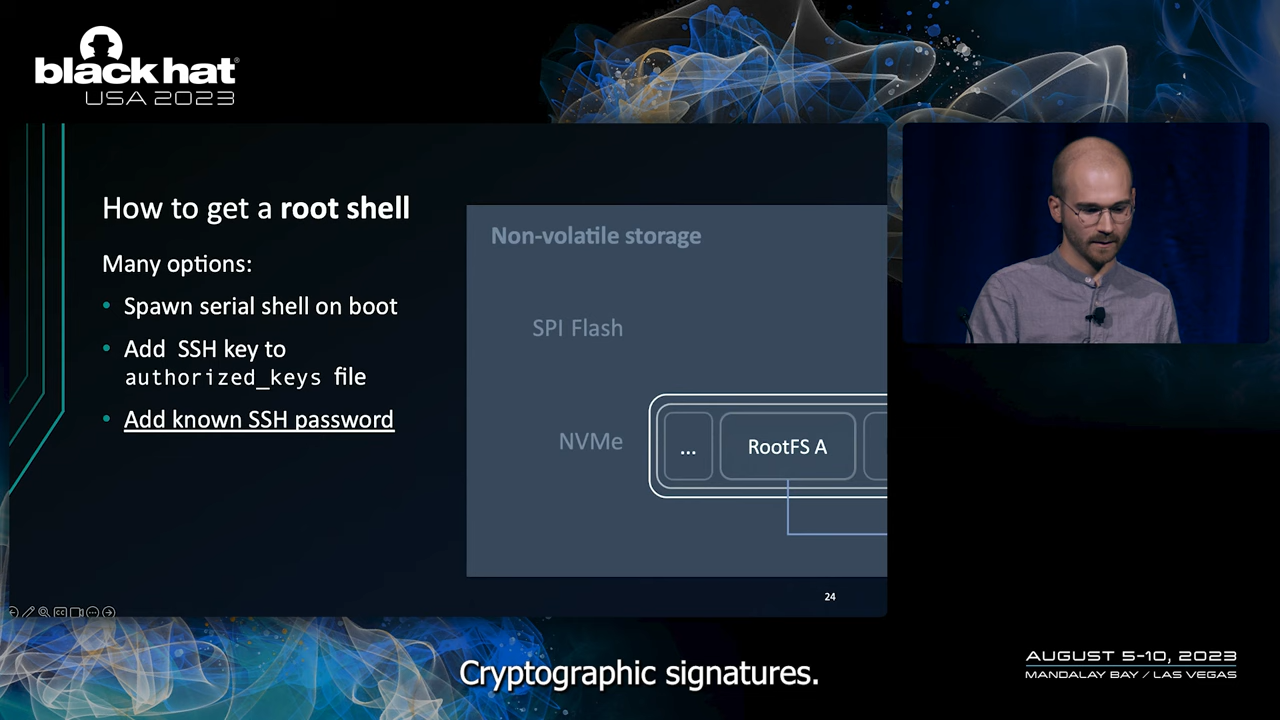 black hat®
USA 2023
How to get a root shell
Many options:
• Spawn serial shell on boot
• Add SSH key to
authorized_keys file
• Add known SSH password
Non-volatile storage
SPI Flash
NVMe
...
RootFS A
24
Cryptographic signatures.
AUGUST 5-10, 2023
MANDALAY BAY / LAS VEGAS